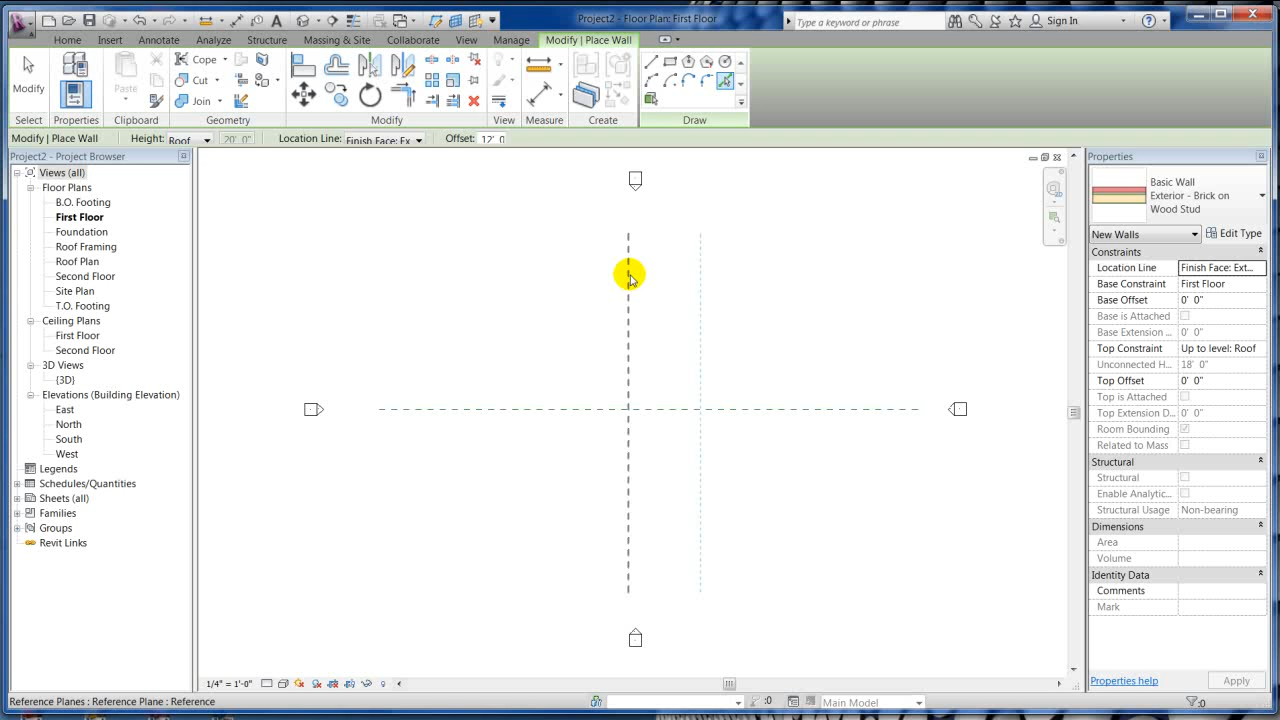 Project2 - Floor Plan: First Floor
Type a keyword or phrase
Sign In
Home Insert Annotate Analyze Structure Massing & Site Collaborate View Manage Modify | Place Wall
Modify
Paste
Cope
Cut
Join
Select Properties Clipboard Geometry Modify View Measure Create Draw
Modify | Place Wall Height: Roof 20' 0" Location Line: Finish Face: Ex Offset: 12' 0
Project2 - Project Browser
Views (all)
Floor Plans
B.O. Footing
First Floor
Foundation
Roof Framing
Roof Plan
Second Floor
Site Plan
T.O. Footing
Ceiling Plans
First Floor
Second Floor
3D Views
{3D}
Elevations (Building Elevation)
East
North
South
West
Legends
Schedules/Quantities
Sheets (all)
Families
Groups
Revit Links
1/4" = 1'-0"
Properties
Basic Wall
Exterior - Brick on
Wood Stud
New Walls Edit Type
Constraints
Location Line Finish Face: Ext...
Base Constraint First Floor
Base Offset 0' 0"
Base is Attached
Base Extension ... 0' 0"
Top Constraint Up to level: Roof
Unconnected H... 18' 0"
Top Offset 0' 0"
Top is Attached
Top Extension D... 0' 0"
Room Bounding
Related to Mass
Structural
Structural
Enable Analytic...
Structural Usage Non-bearing
Dimensions
Area
Volume
Identity Data
Comments
Mark
Properties help Apply
Reference Planes : Reference Plane : Reference
:0
Main Model
:0